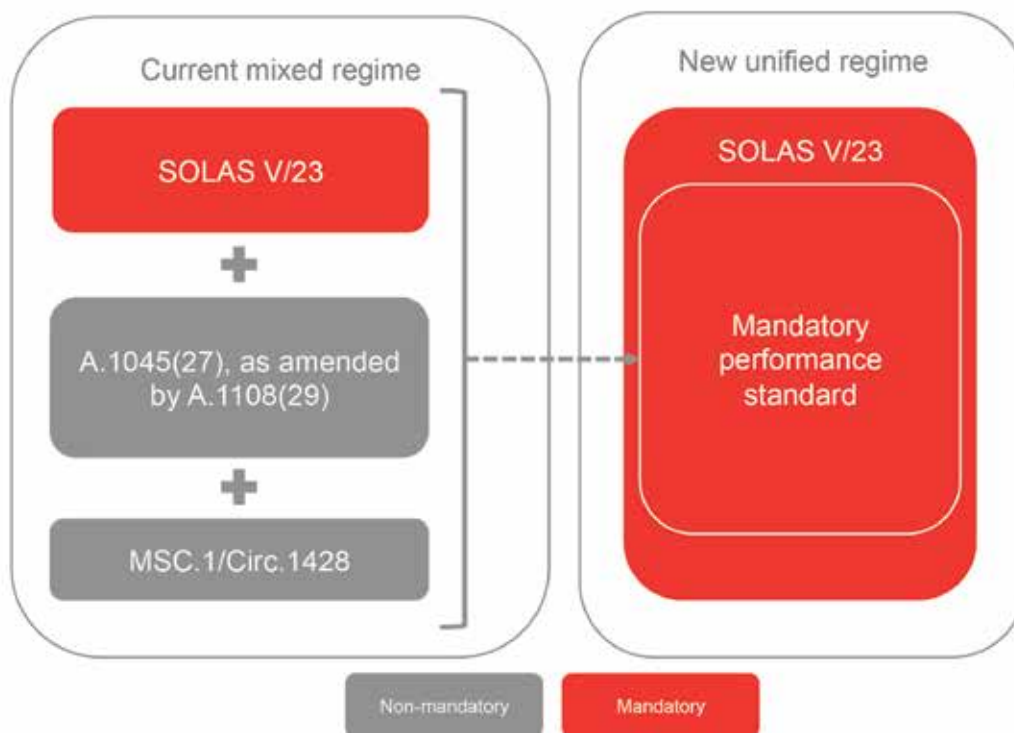 Current mixed regime
SOLAS V/23
A.1045(27), as amended
by A.1108(29)
MSC.1/Circ.1428
New unified regime
SOLAS V/23
Mandatory
performance
standard
Non-mandatory
Mandatory